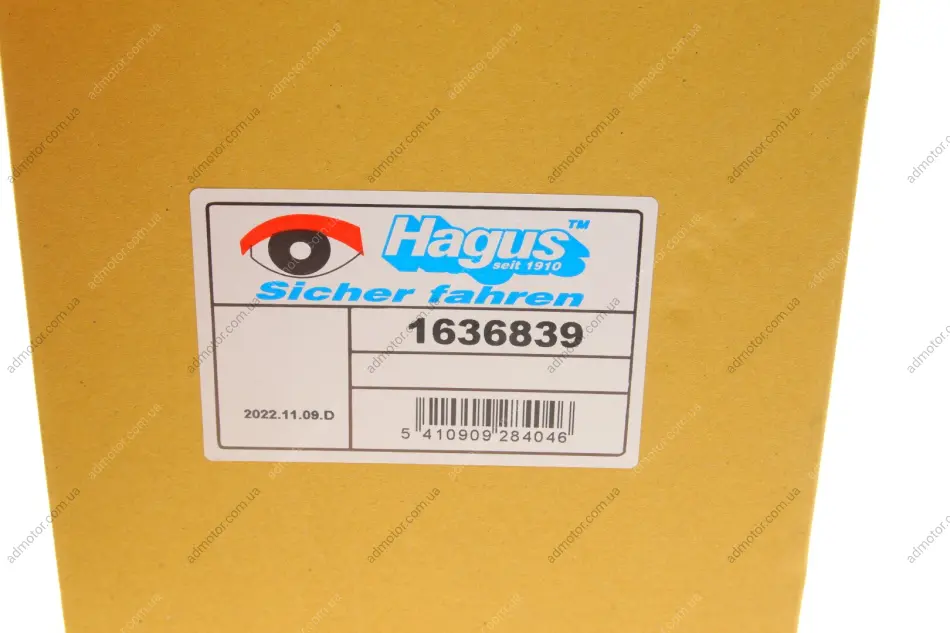 Hagus™
seit 1910
Sicher fahren
1636839
2022.11.09.D
5 410909 284046
admotor.com.ua